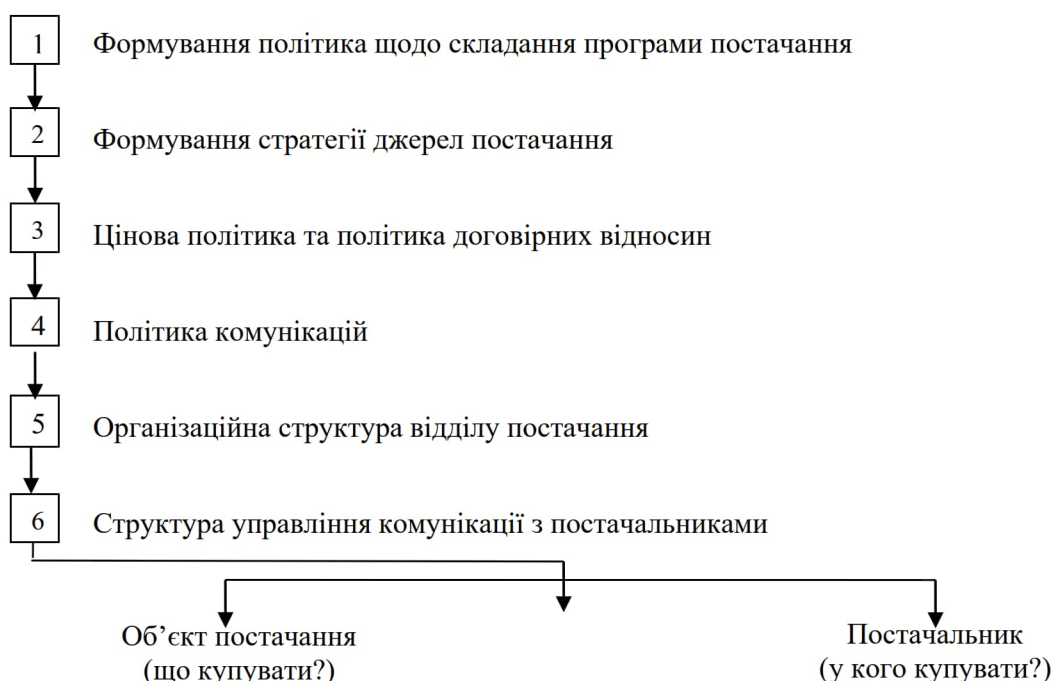 1 Формування політика щодо складання програми постачання
2 Формування стратегії джерел постачання
3 Цінова політика та політика договірних відносин
4 Політика комунікацій
5 Організаційна структура відділу постачання
6 Структура управління комунікації з постачальниками
Об’єкт постачання
(що купувати?)
Постачальник
(у кого купувати?)